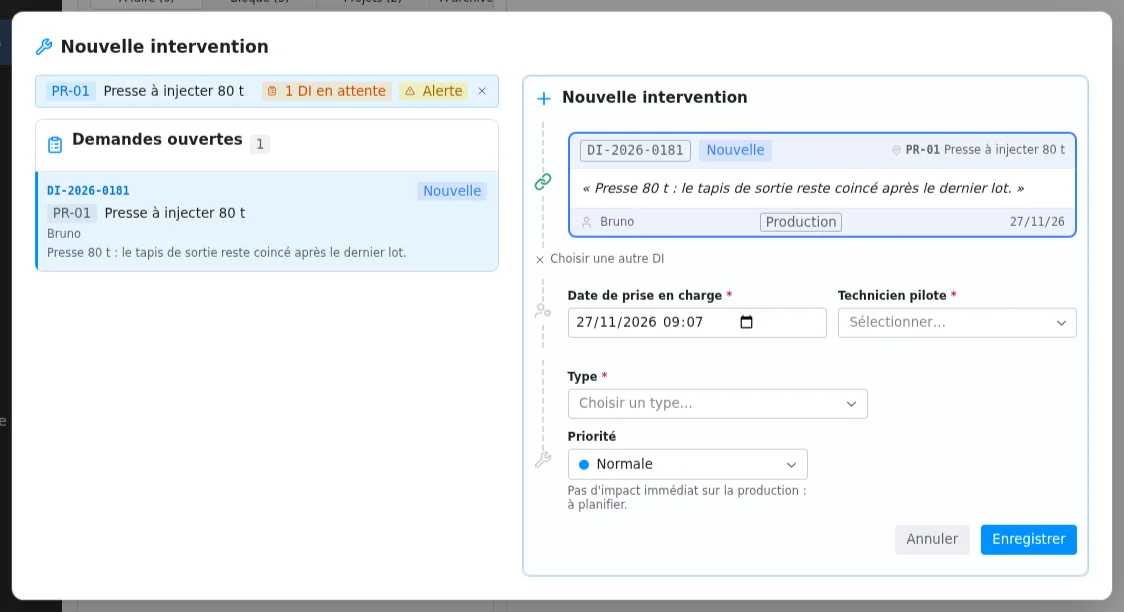 Nouvelle intervention
PR-01 Presse à injecter 80 t 1 DI en attente Alerte ×
Demandes ouvertes 1
DI-2026-0181 Nouvelle
PR-01 Presse à injecter 80 t
Bruno
Presse 80 t : le tapis de sortie reste coincé après le dernier lot.
Nouvelle intervention
DI-2026-0181 Nouvelle PR-01 Presse à injecter 80 t
« Presse 80 t : le tapis de sortie reste coincé après le dernier lot. »
Bruno Production 27/11/26
× Choisir une autre DI
Date de prise en charge * Technicien pilote *
27/11/2026 09:07 Sélectionner...
Type *
Choisir un type...
Priorité
Normale
Pas d'impact immédiat sur la production :
à planifier.
Annuler Enregistrer